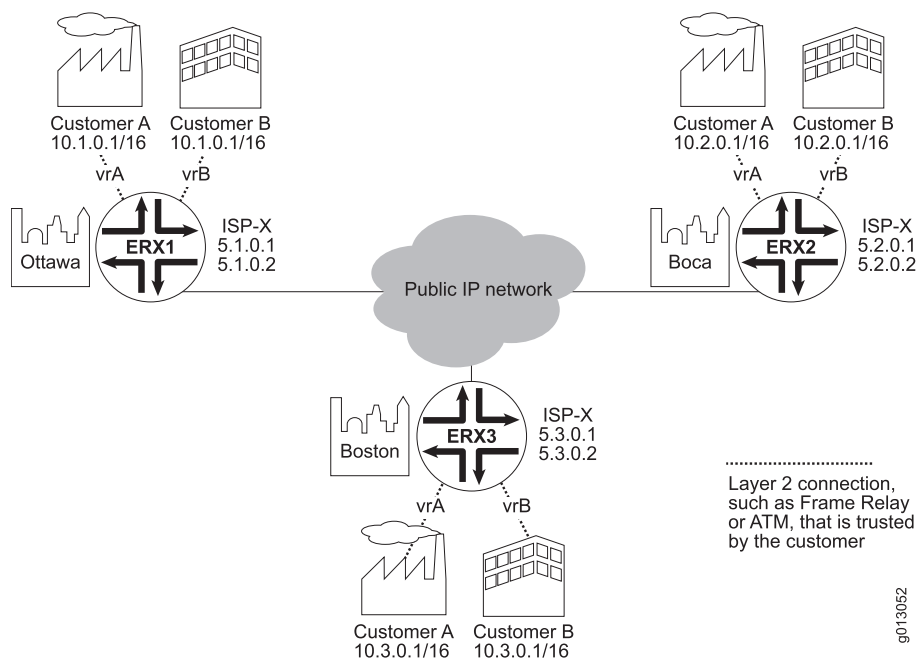 Customer A
10.1.0.1/16
Customer B
10.1.0.1/16
vrA
vrB
Ottawa
ERX1
ISP-X
5.1.0.1
5.1.0.2
Customer A
10.2.0.1/16
Customer B
10.2.0.1/16
vrA
vrB
Boca
ERX2
ISP-X
5.2.0.1
5.2.0.2
Public IP network
Boston
ERX3
ISP-X
5.3.0.1
5.3.0.2
vrA
vrB
Customer A
10.3.0.1/16
Customer B
10.3.0.1/16
Layer 2 connection,
such as Frame Relay
or ATM, that is trusted
by the customer
g013052